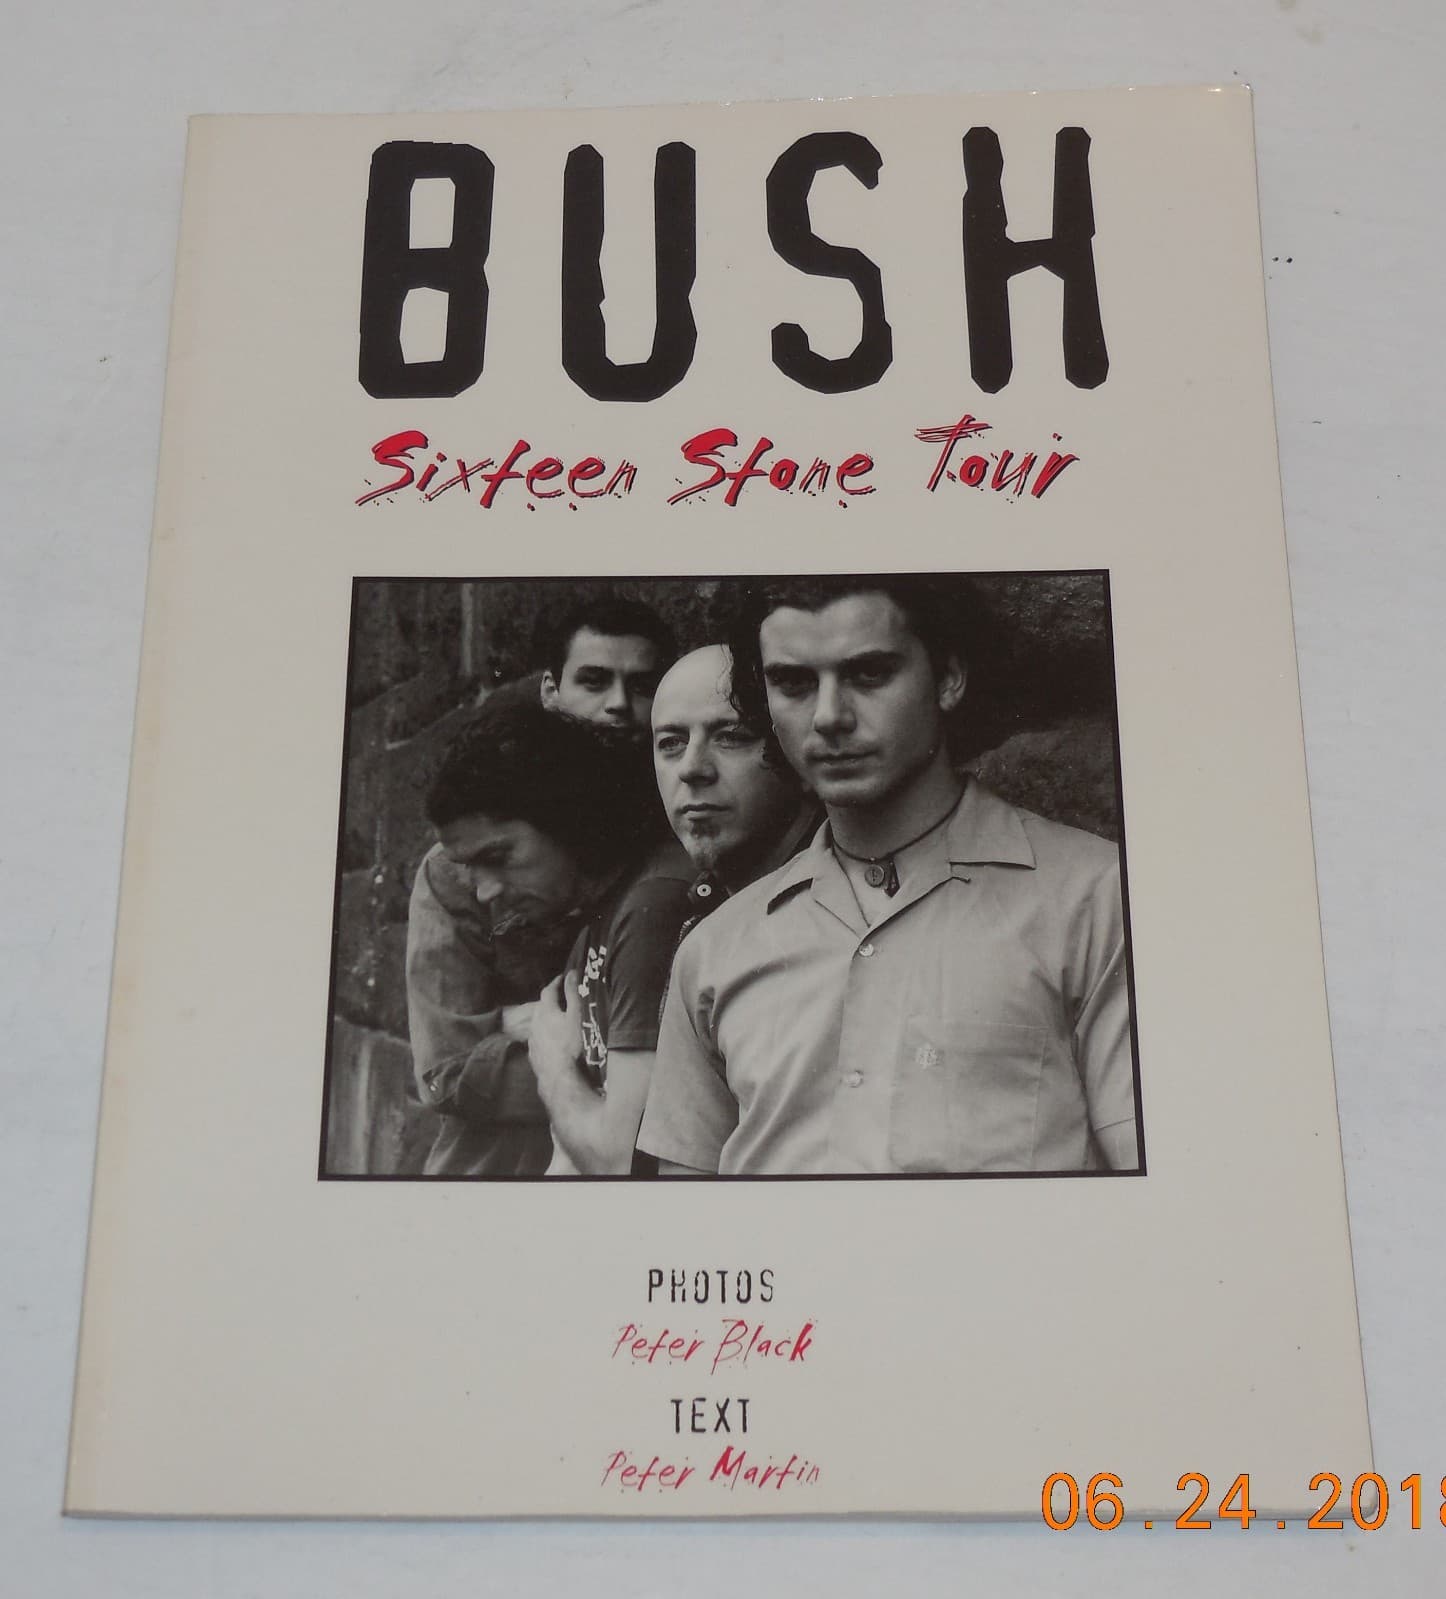 BUSH
Sixteen Stone Tour
PHOTOS
Peter Black
TEXT
Peter Martin
06.24.2018